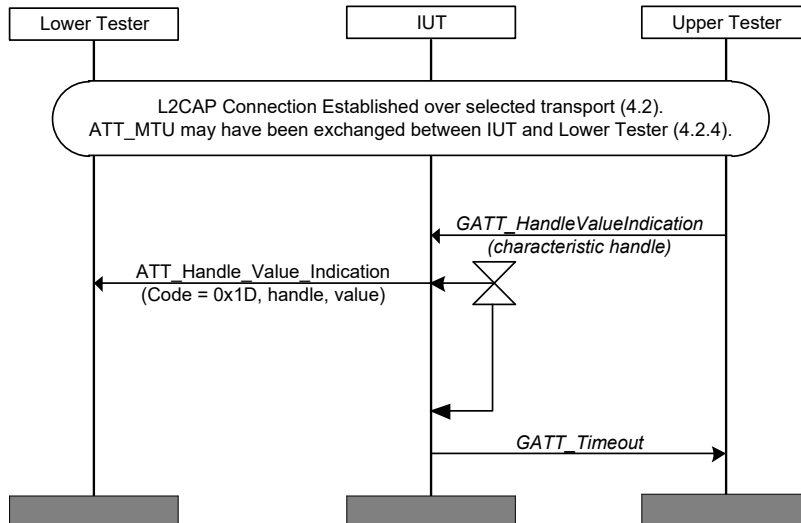 Lower Tester
IUT
Upper Tester
L2CAP Connection Established over selected transport (4.2).
ATT_MTU may have been exchanged between IUT and Lower Tester (4.2.4).
GATT_HandleValueIndication
(characteristic handle)
ATT_Handle_Value_Indication
(Code = 0x1D, handle, value)
GATT_Timeout